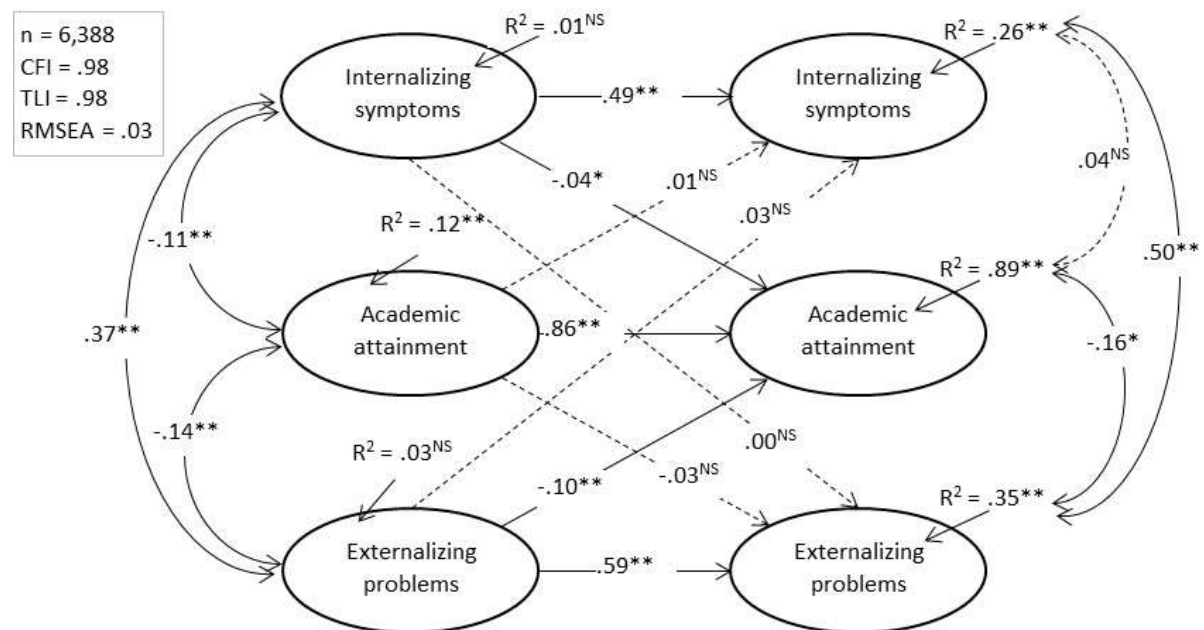 n = 6,388
CFI = .98
TLI = .98
RMSEA = .03
R² = .01ᴺˢ
R² = .26**
Internalizing
symptoms
.49**
Internalizing
symptoms
-.04*
.01ᴺˢ
.03ᴺˢ
.04ᴺˢ
R² = .12**
-.11**
.50**
R² = .89**
Academic
attainment
.86**
Academic
attainment
.37**
-.16*
-.14**
R² = .03ᴺˢ
.00ᴺˢ
-.03ᴺˢ
-.10**
R² = .35**
Externalizing
problems
.59**
Externalizing
problems